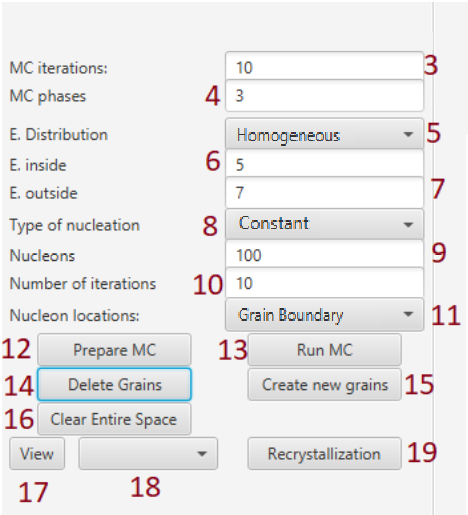 MC iterations: 10 3
MC phases 4 3
E. Distribution Homogeneous 5
E. inside 6 5
E. outside 7 7
Type of nucleation 8 Constant
Nucleons 100 9
Number of iterations 10 10
Nucleon locations: Grain Boundary 11
12 Prepare MC 13 Run MC
14 Delete Grains Create new grains 15
16 Clear Entire Space
View Recrystallization 19
17 18